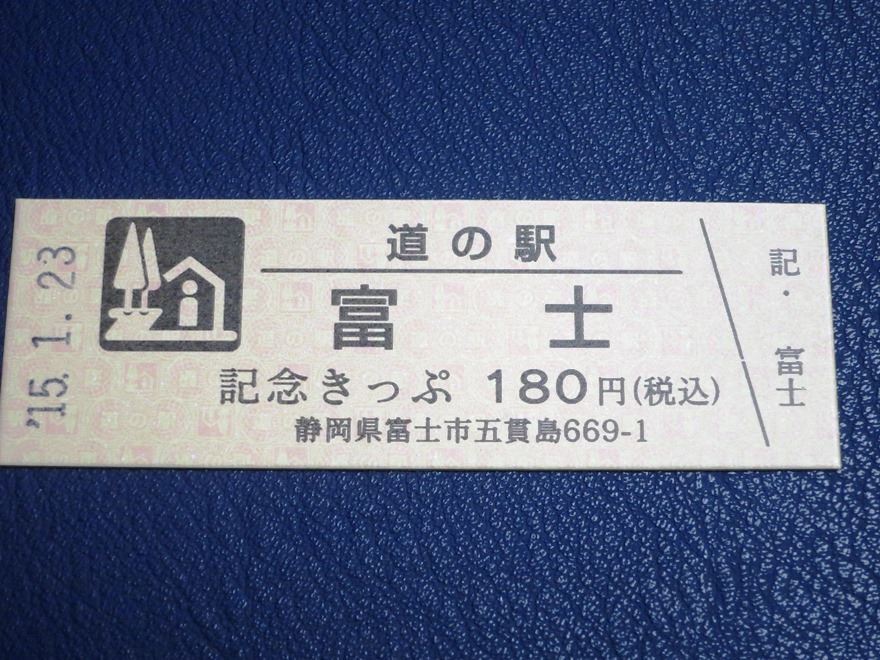 '15.1.23
道の駅
富士
記念きっぷ 180円(税込)
静岡県富士市五貫島669-1
記・富士